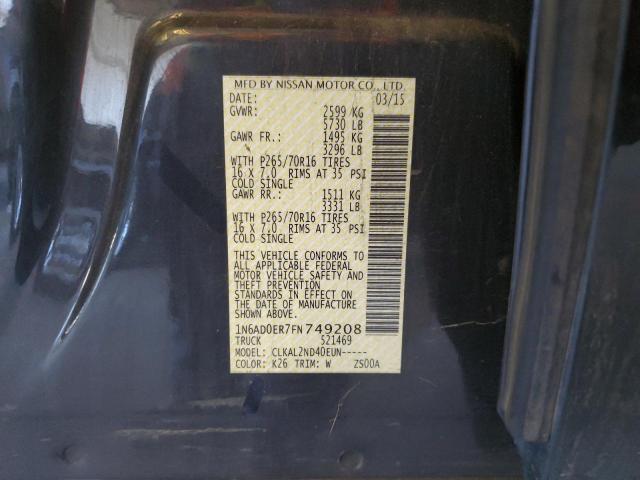 MFD BY NISSAN MOTOR CO., LTD.
DATE: 03/15
GVWR: 2599 KG
5730 LB
GAWR FR.: 1495 KG
3296 LB
WITH P265/70R16 TIRES
16 X 7.0 RIMS AT 35 PSI
COLD SINGLE
GAWR RR.: 1511 KG
3331 LB
WITH P265/70R16 TIRES
16 X 7.0 RIMS AT 35 PSI
COLD SINGLE
THIS VEHICLE CONFORMS TO
ALL APPLICABLE FEDERAL
MOTOR VEHICLE SAFETY AND
THEFT PREVENTION
STANDARDS IN EFFECT ON
THE DATE OF MANUFACTURE
SHOWN ABOVE.
1N6AD0ER7FN749208
TRUCK 521469
MODEL: CLKAL2ND40EUN-----
COLOR: K26 TRIM: W ZS00A